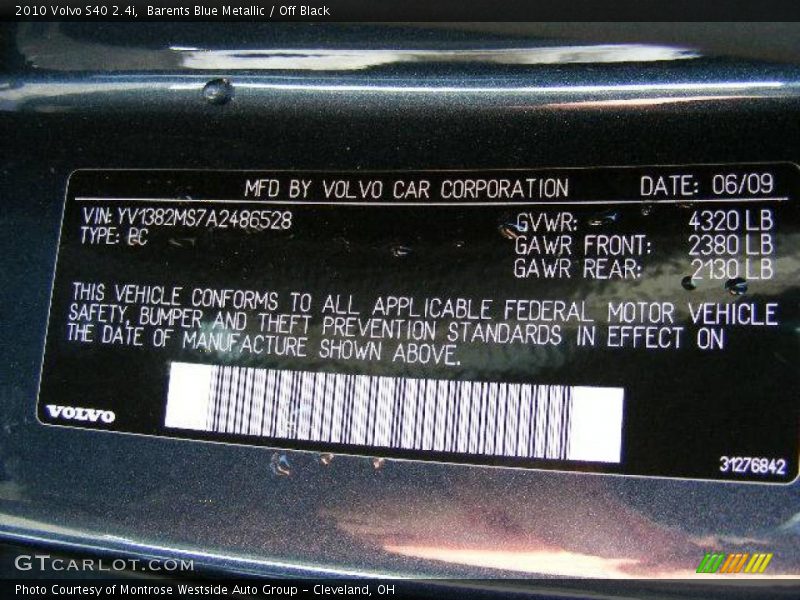 2010 Volvo S40 2.4i, Barents Blue Metallic / Off Black
MFD BY VOLVO CAR CORPORATION DATE: 06/09
VIN: YV1382MS7A2486528 GVWR: 4320 LB
TYPE: BC GAWR FRONT: 2380 LB
GAWR REAR: 2130 LB
THIS VEHICLE CONFORMS TO ALL APPLICABLE FEDERAL MOTOR VEHICLE
SAFETY, BUMPER AND THEFT PREVENTION STANDARDS IN EFFECT ON
THE DATE OF MANUFACTURE SHOWN ABOVE.
VOLVO
31276842
GTCARLOT.COM
Photo Courtesy of Montrose Westside Auto Group - Cleveland, OH